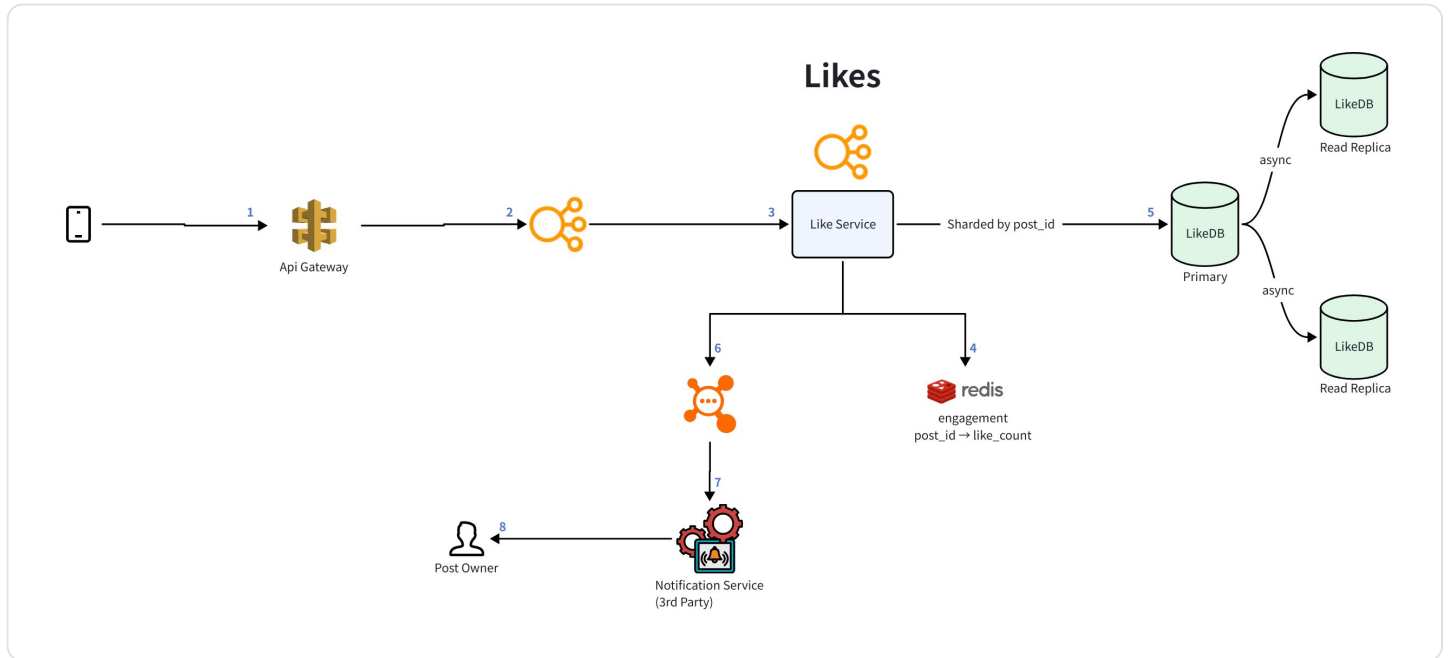 Likes
LikeDB
Read Replica
async
1
2
3
Like Service
Sharded by post_id
5
LikeDB
Primary
Api Gateway
async
6
4
LikeDB
Read Replica
redis
engagement
post_id → like_count
7
8
Post Owner
Notification Service
(3rd Party)